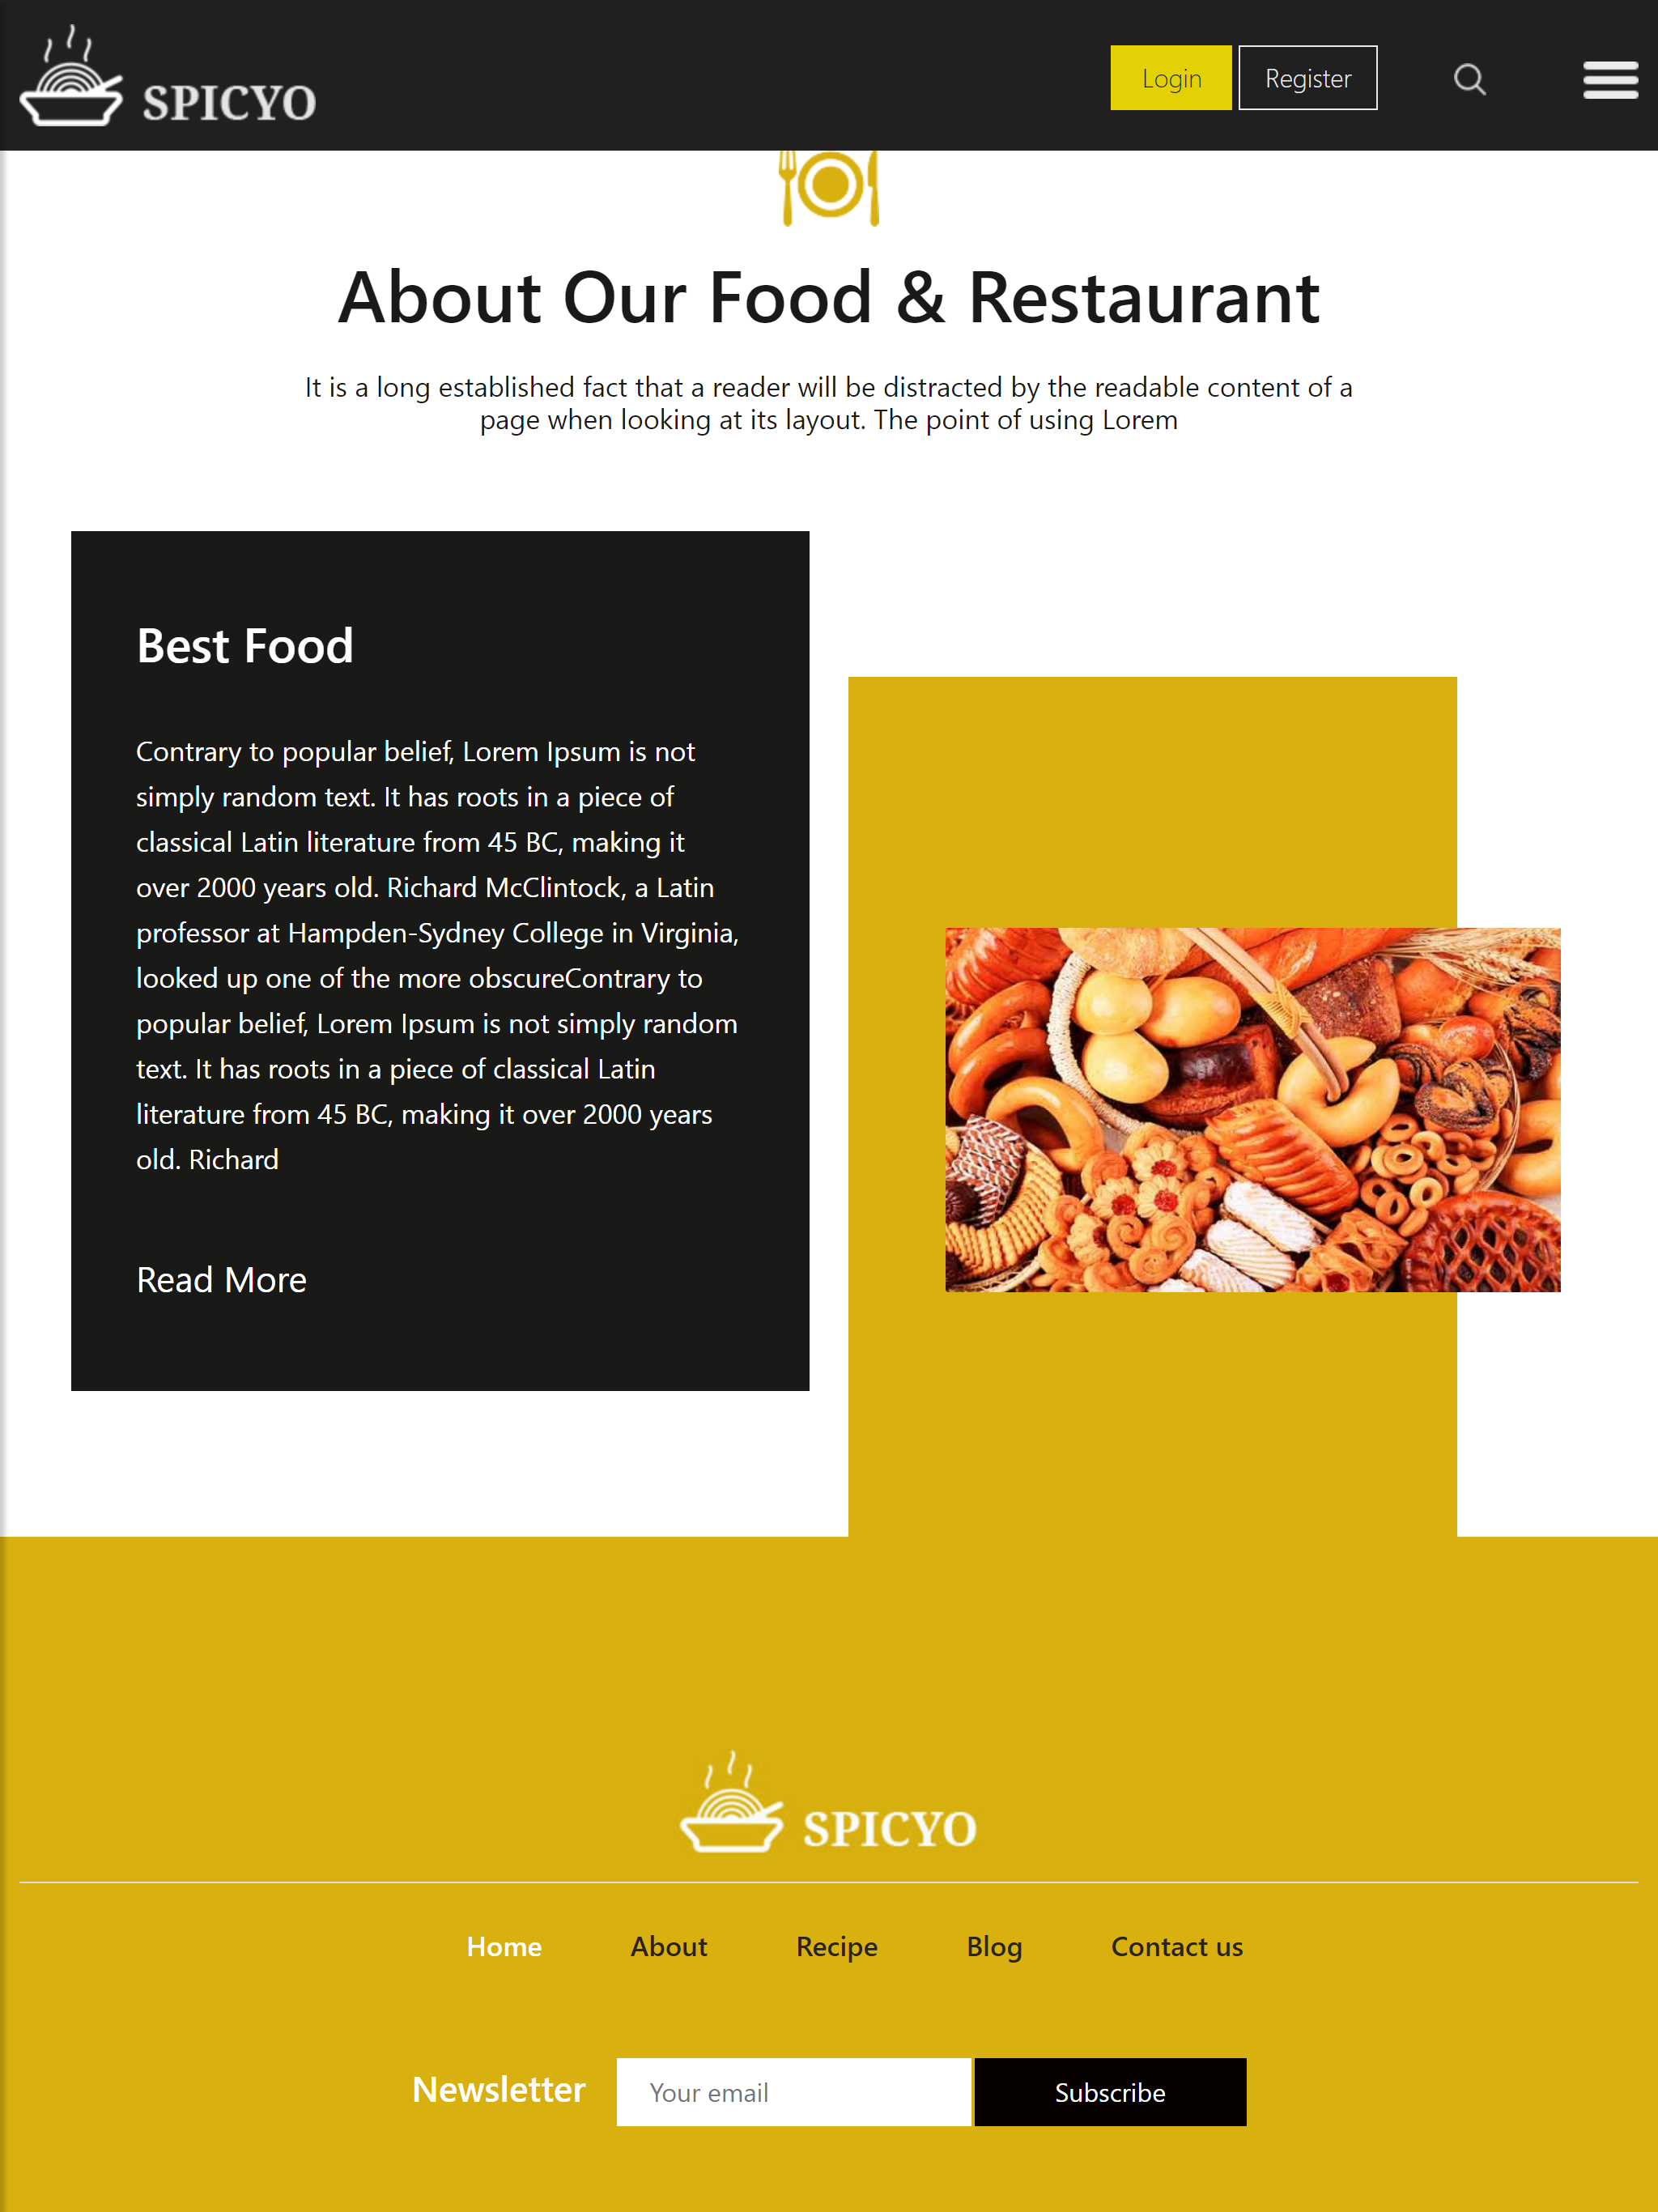 SPICYO
Login
Register
About Our Food & Restaurant
It is a long established fact that a reader will be distracted by the readable content of a
page when looking at its layout. The point of using Lorem
Best Food
Contrary to popular belief, Lorem Ipsum is not
simply random text. It has roots in a piece of
classical Latin literature from 45 BC, making it
over 2000 years old. Richard McClintock, a Latin
professor at Hampden-Sydney College in Virginia,
looked up one of the more obscureContrary to
popular belief, Lorem Ipsum is not simply random
text. It has roots in a piece of classical Latin
literature from 45 BC, making it over 2000 years
old. Richard
Read More
SPICYO
Home
About
Recipe
Blog
Contact us
Newsletter
Your email
Subscribe